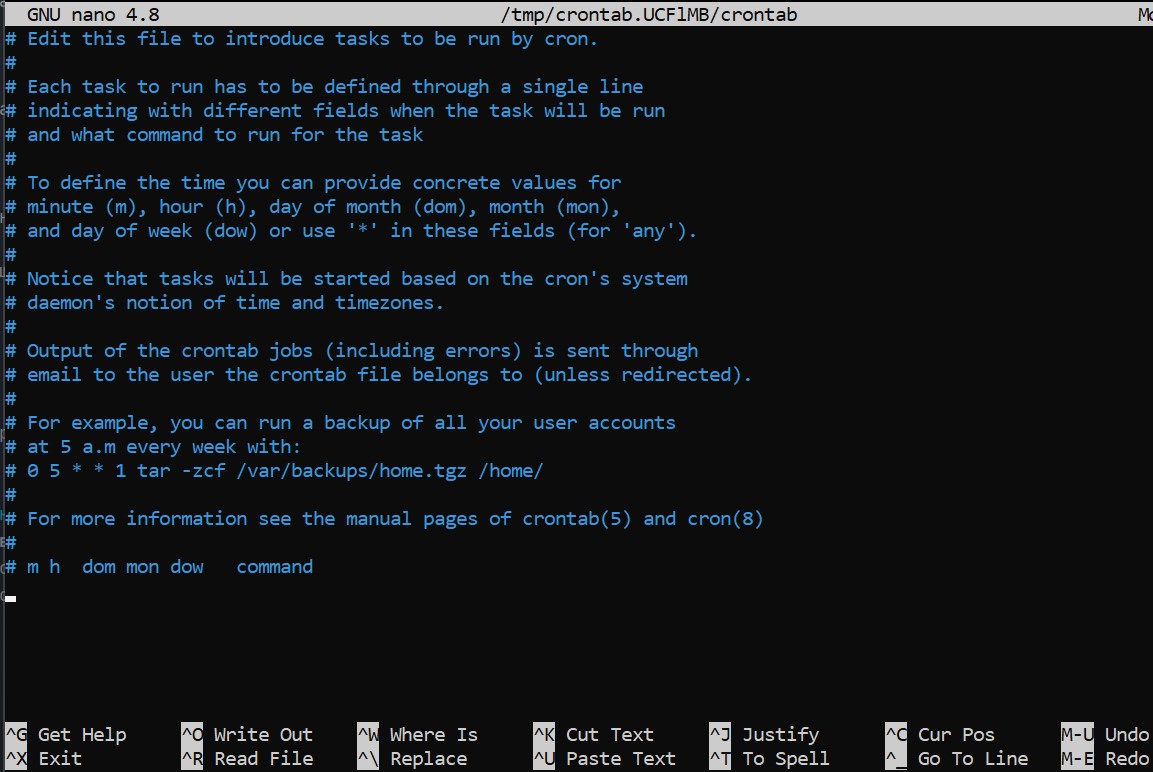 GNU nano 4.8 /tmp/crontab.UCFlMB/crontab
# Edit this file to introduce tasks to be run by cron.
#
# Each task to run has to be defined through a single line
# indicating with different fields when the task will be run
# and what command to run for the task
#
# To define the time you can provide concrete values for
# minute (m), hour (h), day of month (dom), month (mon),
# and day of week (dow) or use '*' in these fields (for 'any').
#
# Notice that tasks will be started based on the cron's system
# daemon's notion of time and timezones.
#
# Output of the crontab jobs (including errors) is sent through
# email to the user the crontab file belongs to (unless redirected).
#
# For example, you can run a backup of all your user accounts
# at 5 a.m every week with:
# 0 5 * * 1 tar -zcf /var/backups/home.tgz /home/
#
# For more information see the manual pages of crontab(5) and cron(8)
#
# m h  dom mon dow   command
^G Get Help ^O Write Out ^W Where Is ^K Cut Text ^J Justify ^C Cur Pos M-U Undo
^X Exit ^R Read File ^\ Replace ^U Paste Text ^T To Spell ^_ Go To Line M-E Redo